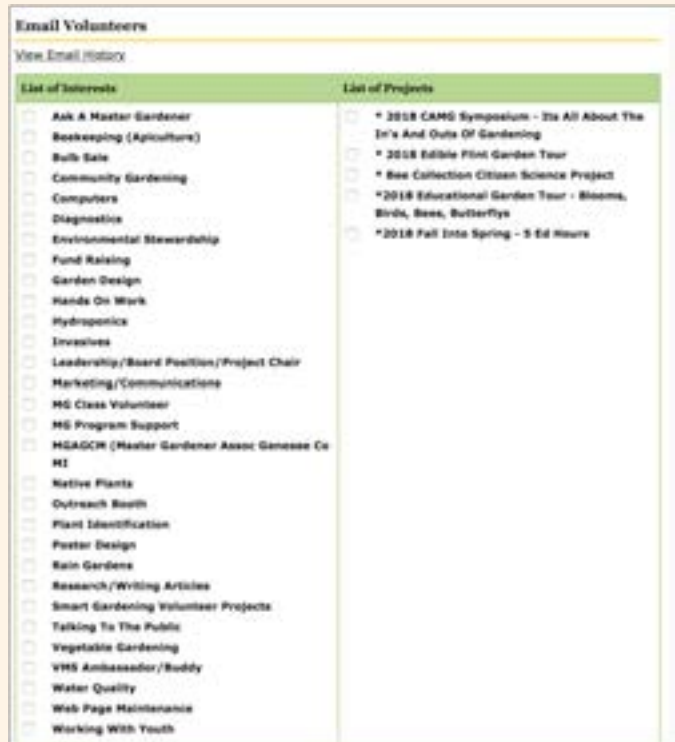 Email Volunteers
View Email History
List of Interests
Ask A Master Gardener
Beekeeping (Apiculture)
Bulb Sale
Community Gardening
Computers
Diagnostics
Environmental Stewardship
Fund Raising
Garden Design
Hands On Work
Hydroponics
Invasives
Leadership/Board Position/Project Chair
Marketing/Communications
MG Class Volunteer
MG Program Support
MGAGCM (Master Gardener Assoc Genesee Co
MI
Native Plants
Outreach Booth
Plant Identification
Poster Design
Rain Gardens
Research/Writing Articles
Smart Gardening Volunteer Projects
Talking To The Public
Vegetable Gardening
VMS Ambassador/Buddy
Water Quality
Web Page Maintenance
Working With Youth
List of Projects
* 2018 CAMG Symposium - Its All About The
In's And Outs Of Gardening
* 2018 Edible Flint Garden Tour
* Bee Collection Citizen Science Project
*2018 Educational Garden Tour - Blooms,
Birds, Bees, Butterflys
*2018 Fall Into Spring - 5 Ed Hours